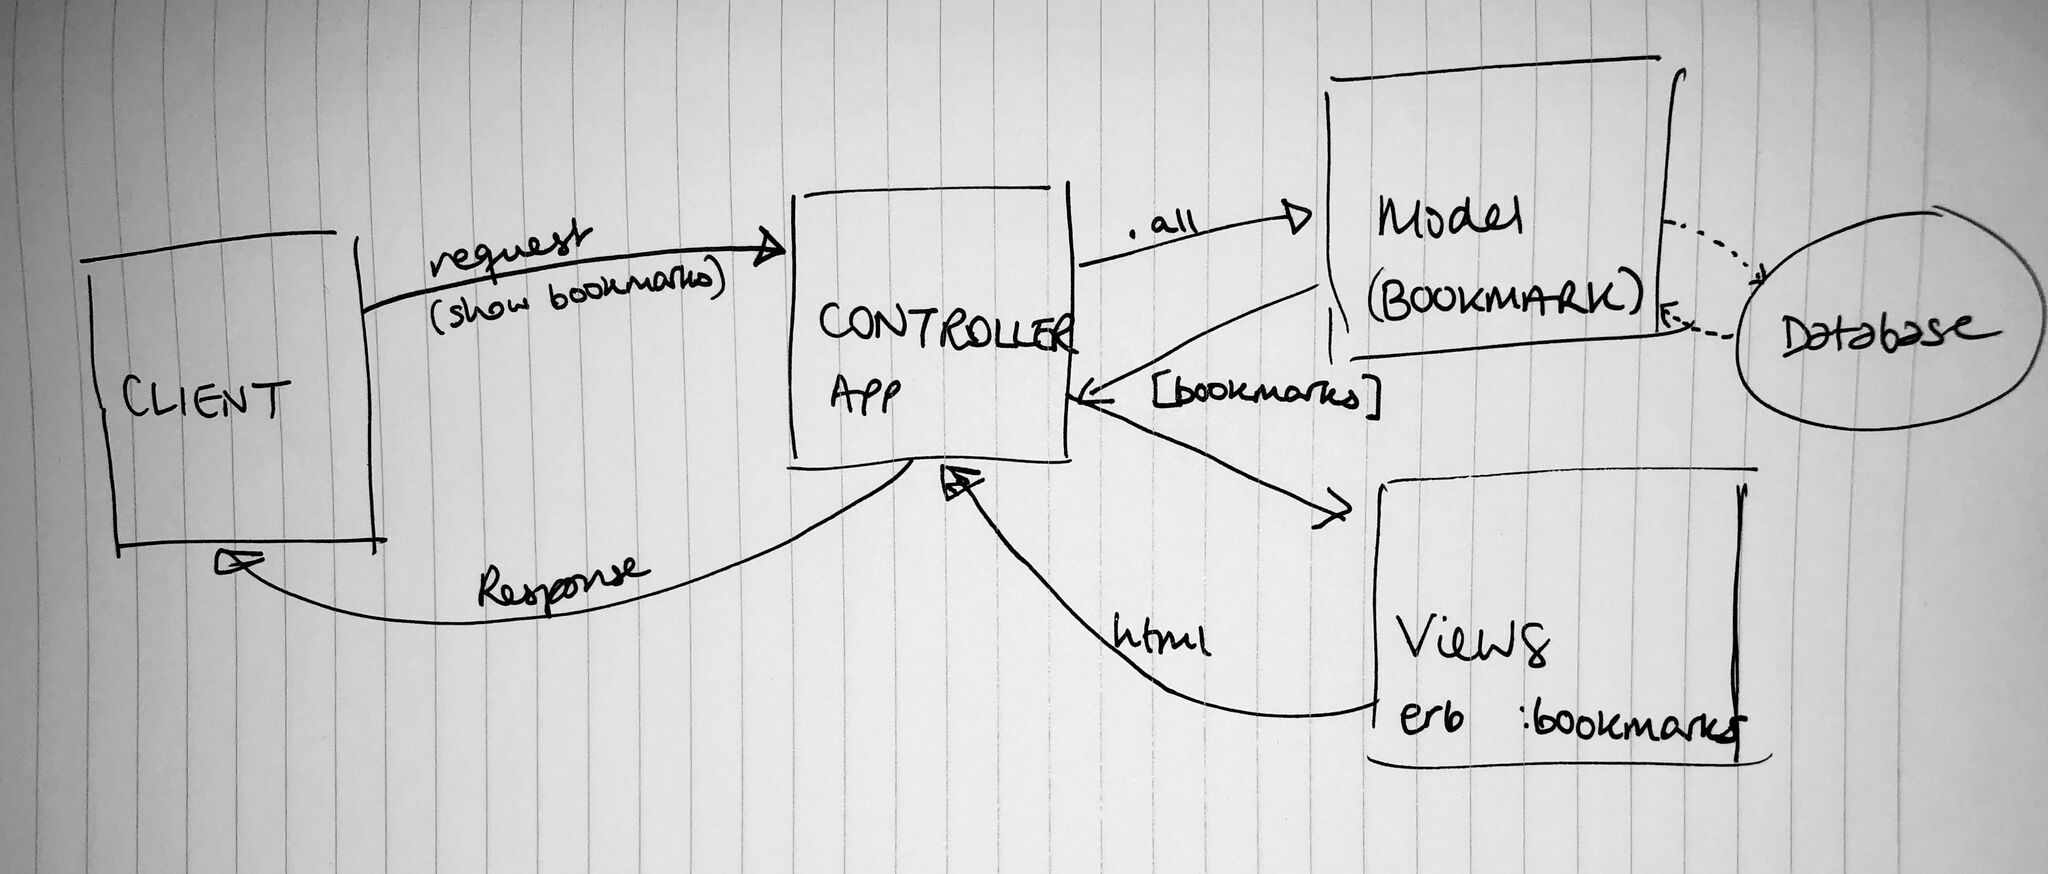 request
(show bookmarks)
CLIENT
CONTROLLER
App
.all
Model
(BOOKMARK)
Database
[bookmarks]
Response
html
Views
erb :bookmarks